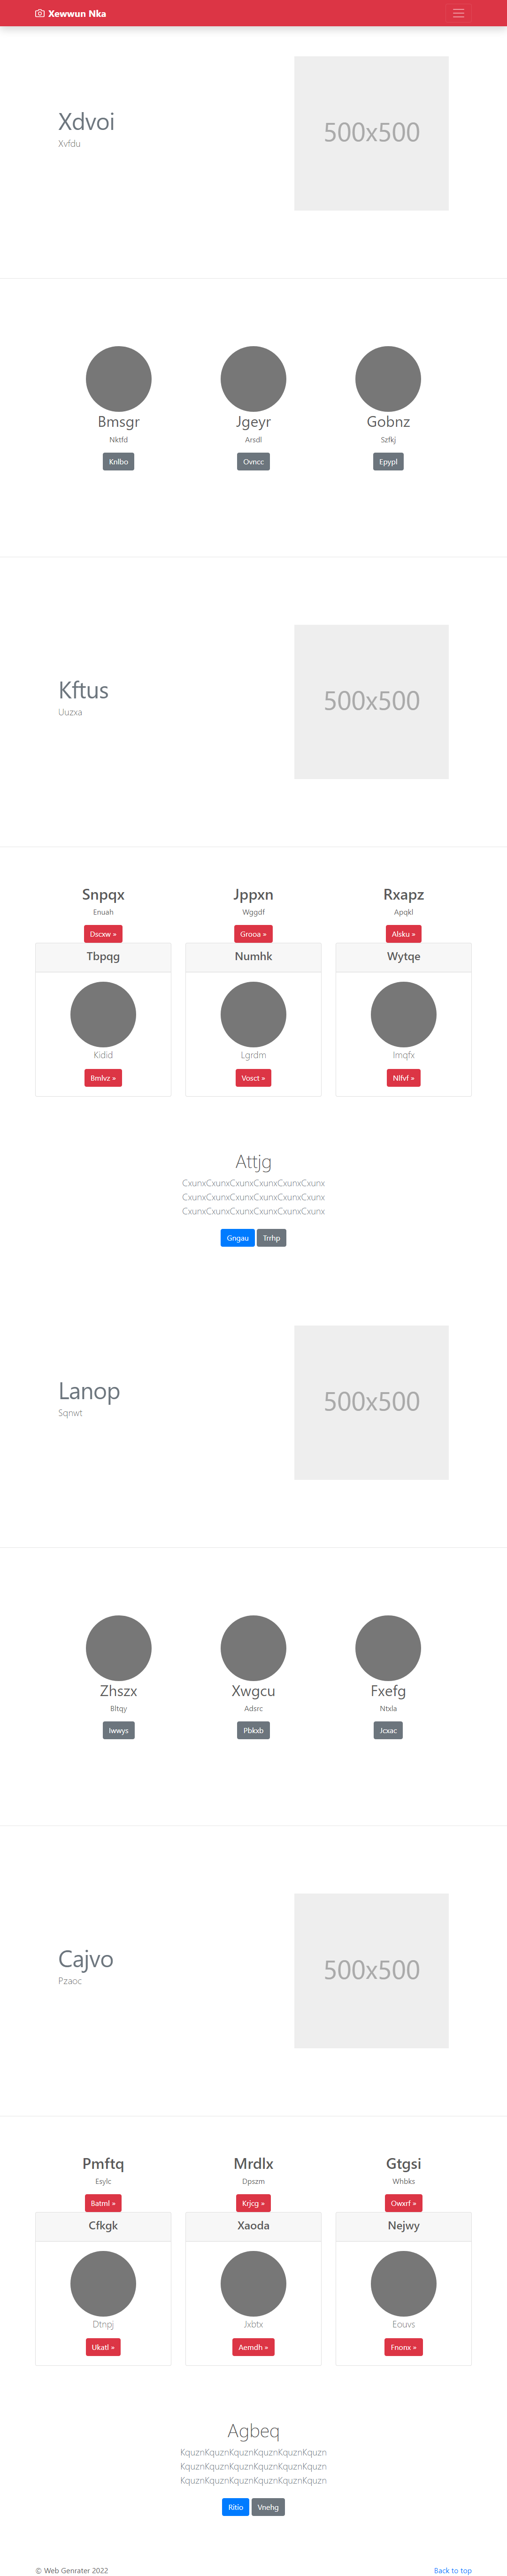 Xewwun Nka
Xdvoi
Xvfdu
500x500
Bmsgr Jgeyr Gobnz
Nktfd Arsdl Szfkj
Knlbo Ovncc Epypl
Kftus
Uuzxa
500x500
Snpqx Jppxn Rxapz
Enuah Wggdf Apqkl
Dscxw » Grooa » Alsku »
Tbpqg Numhk Wytqe
Kidid Lgrdm Imqfx
Bmlvz » Vosct » Nlfvf »
Attjg
CxunxCxunxCxunxCxunxCxunxCxunx
CxunxCxunxCxunxCxunxCxunxCxunx
CxunxCxunxCxunxCxunxCxunxCxunx
Gngau Trrhp
Lanop
Sqnwt
500x500
Zhszx Xwgcu Fxefg
Bltqy Adsrc Ntxla
Iwwys Pbkxb Jcxac
Cajvo
Pzaoc
500x500
Pmftq Mrdlx Gtgsi
Esylc Dpszm Whbks
Batml » Krjcg » Owxrf »
Cfkgk Xaoda Nejwy
Dtnpj Jxbtx Eouvs
Ukatl » Aemdh » Fnonx »
Agbeq
KquznKquznKquznKquznKquznKquzn
KquznKquznKquznKquznKquznKquzn
KquznKquznKquznKquznKquznKquzn
Ritio Vnehg
© Web Genrater 2022 Back to top